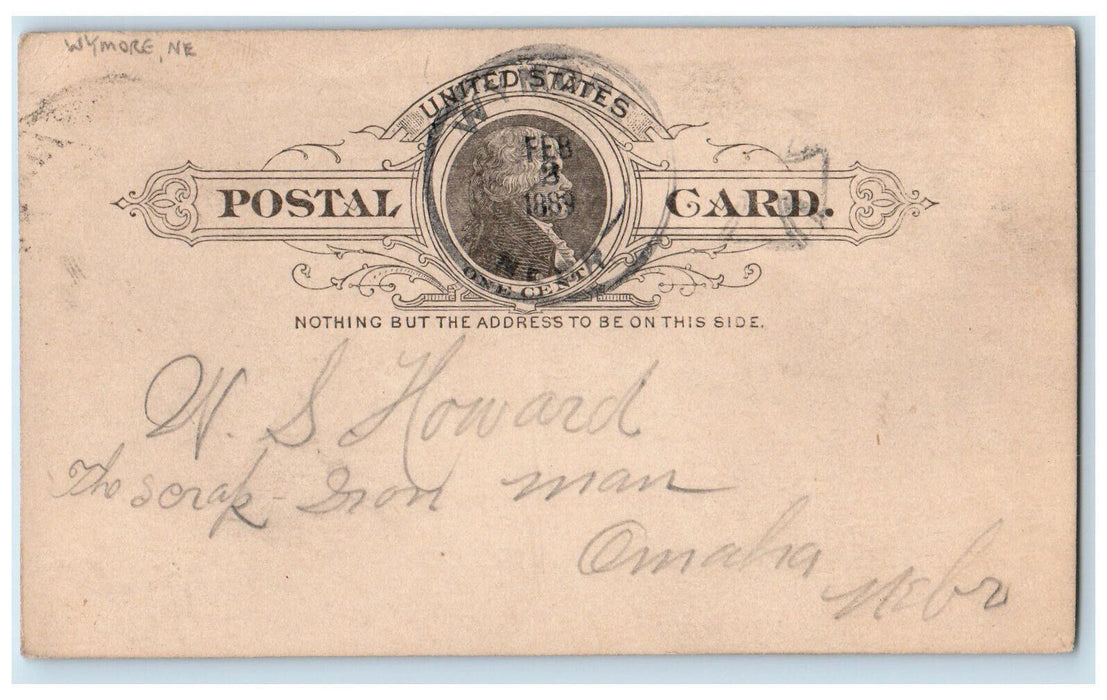 WYMORE, NE
UNITED STATES
POSTAL CARD.
FEB
1889
ONE CENT
NOTHING BUT THE ADDRESS TO BE ON THIS SIDE.
W. S Howard
The scrap-Iron man
Omaha
Nebr